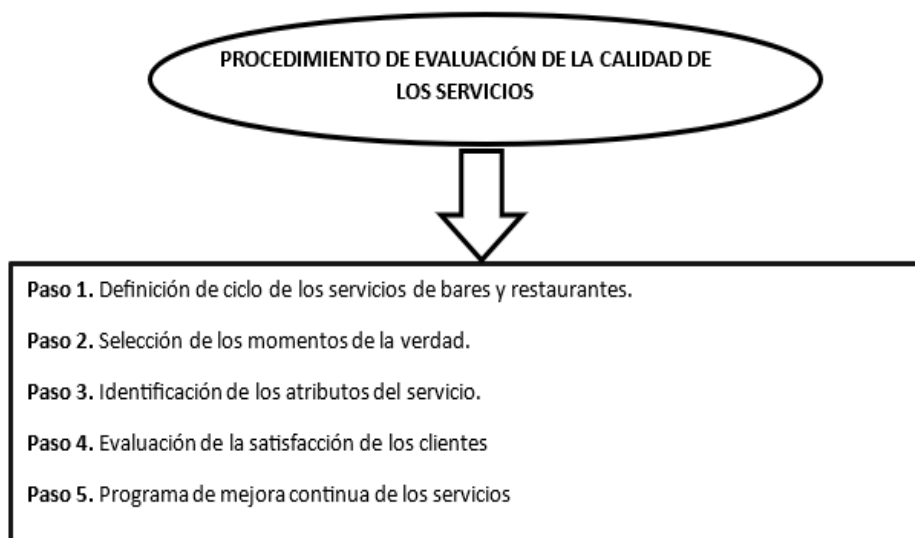 PROCEDIMIENTO DE EVALUACIÓN DE LA CALIDAD DE
LOS SERVICIOS
Paso 1. Definición de ciclo de los servicios de bares y restaurantes.
Paso 2. Selección de los momentos de la verdad.
Paso 3. Identificación de los atributos del servicio.
Paso 4. Evaluación de la satisfacción de los clientes
Paso 5. Programa de mejora continua de los servicios